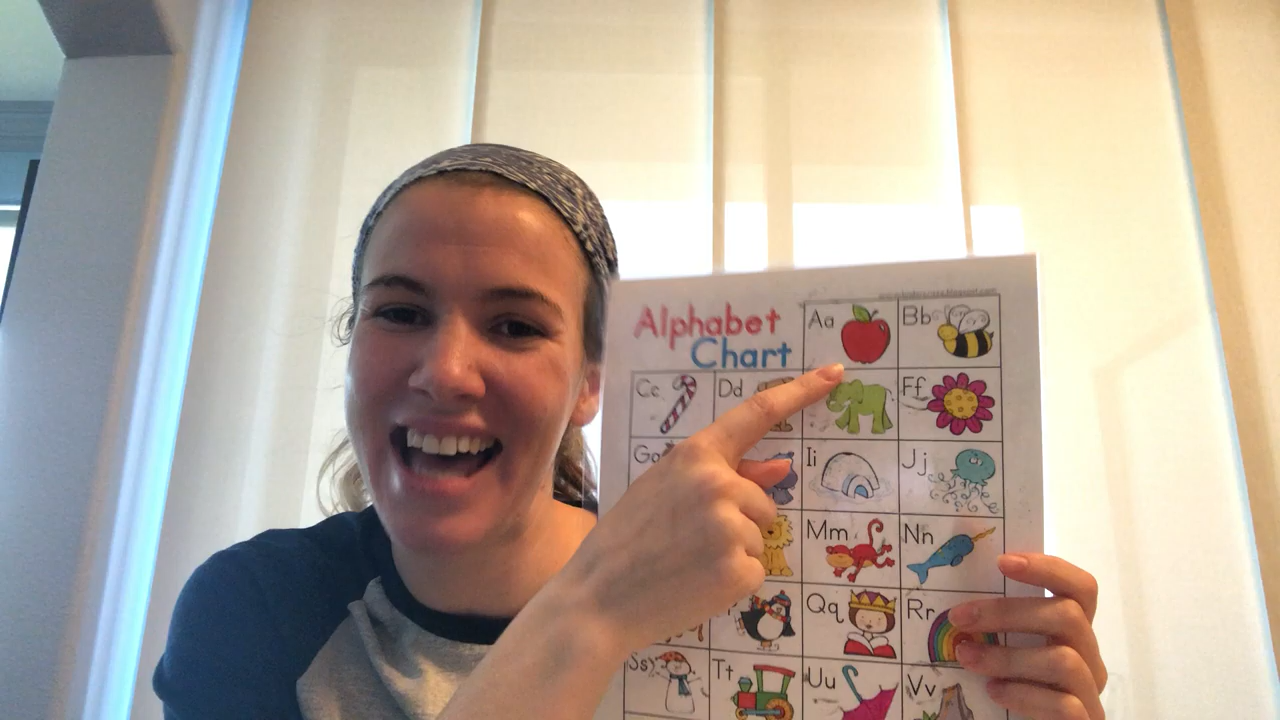 Alphabet
Chart
Aa Bb
Cc Dd Ff
Ii Jj
Mm Nn
Qq Rr
Ss Tt Uu Vv